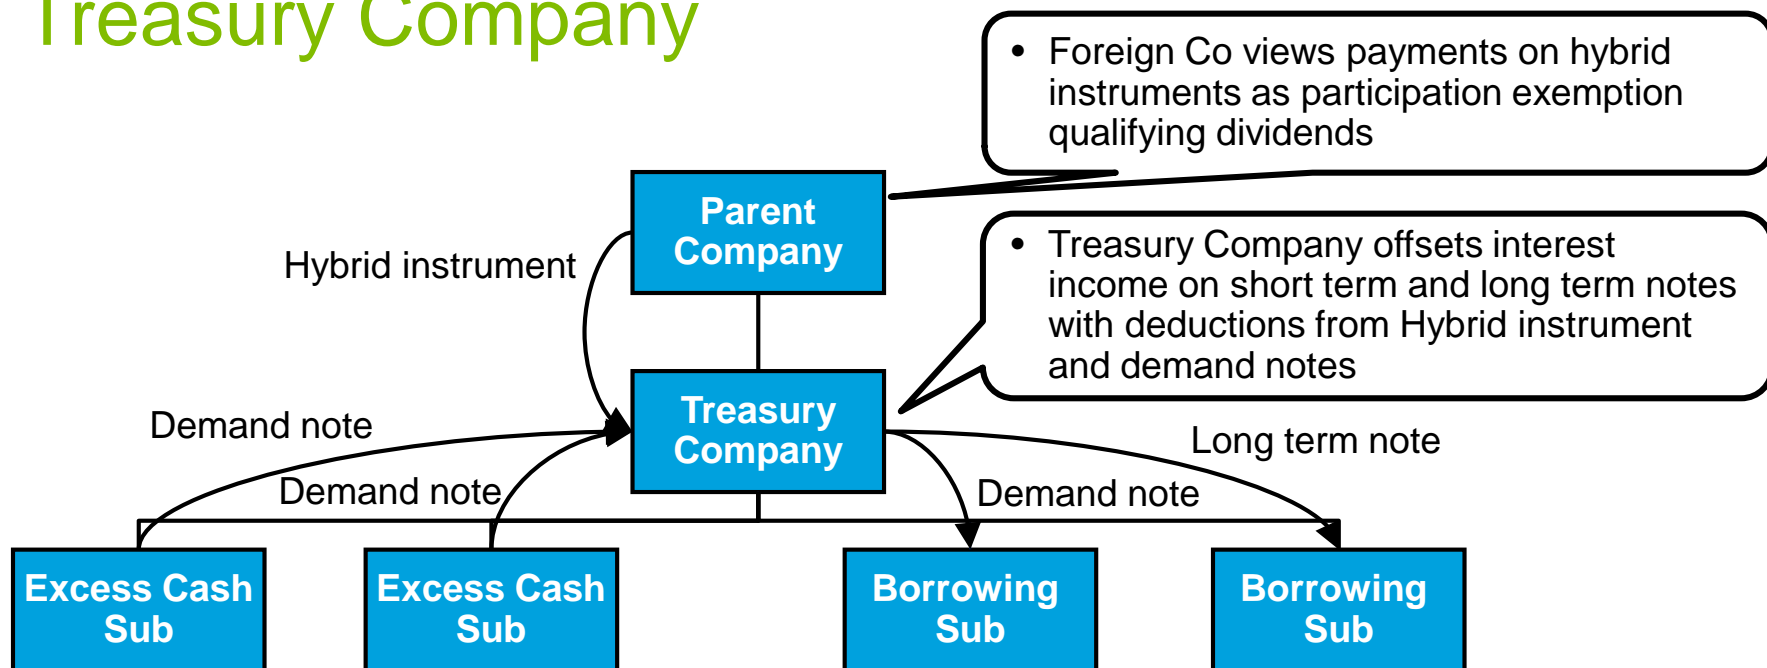 Treasury Company
• Foreign Co views payments on hybrid
instruments as participation exemption
qualifying dividends
Parent
Company
Hybrid instrument
• Treasury Company offsets interest
income on short term and long term notes
with deductions from Hybrid instrument
and demand notes
Treasury
Company
Demand note
Long term note
Demand note
Demand note
Excess Cash
Sub
Excess Cash
Sub
Borrowing
Sub
Borrowing
Sub